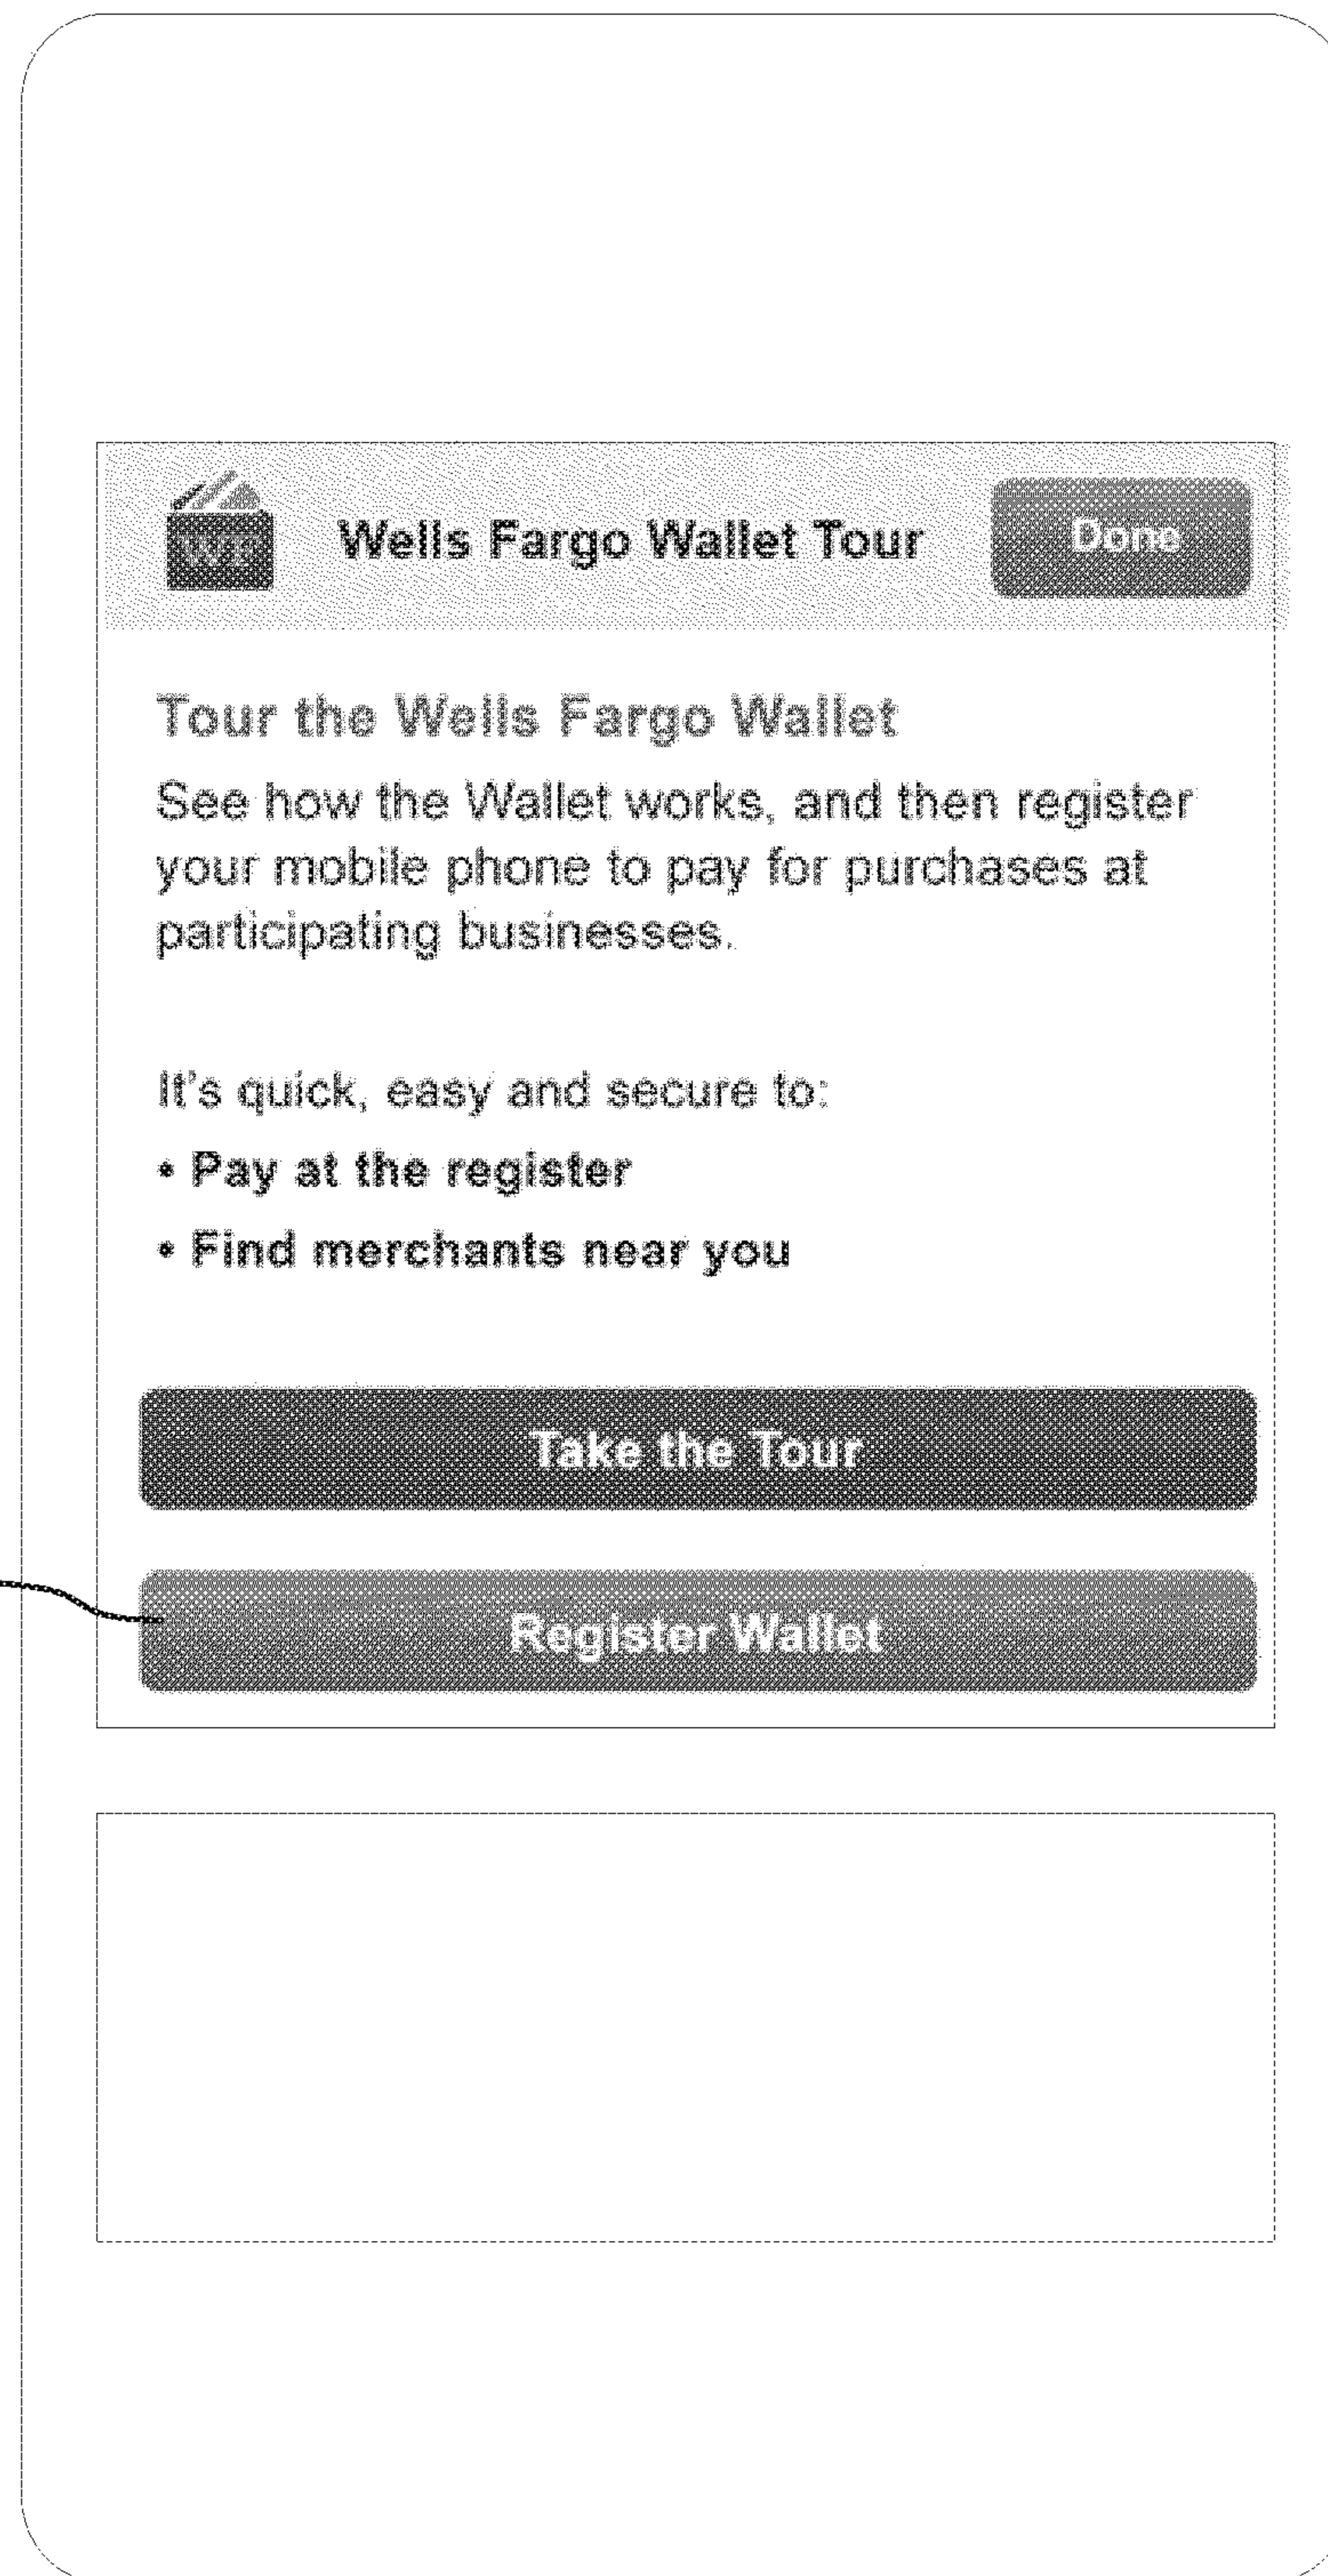 WF
Wells Fargo Wallet Tour
Done
Tour the Wells Fargo Wallet
See how the Wallet works, and then register
your mobile phone to pay for purchases at
participating businesses.
It's quick, easy and secure to:
• Pay at the register
• Find merchants near you
Take the Tour
Register Wallet